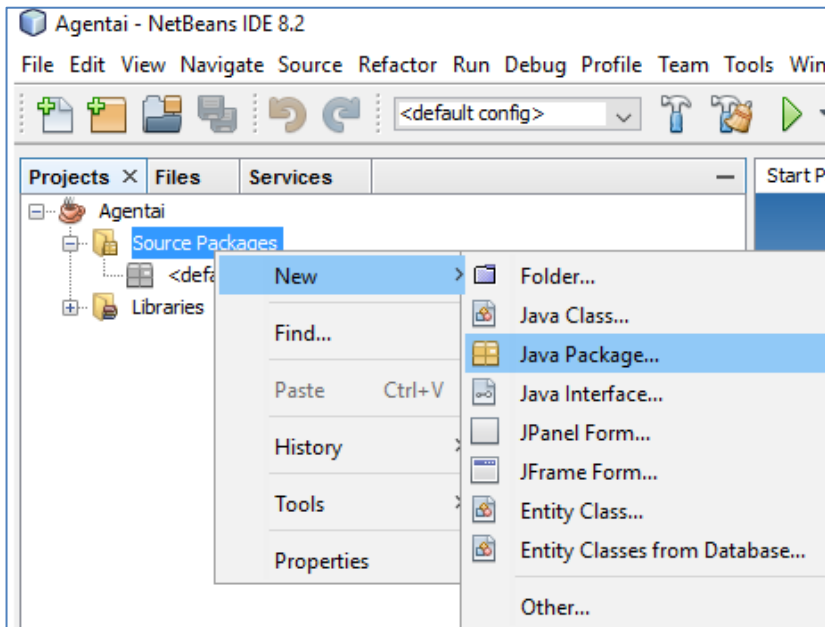 Agentai - NetBeans IDE 8.2
File Edit View Navigate Source Refactor Run Debug Profile Team Tools Win
<default config>
Projects × Files Services
Start P
Agentai
Source Packages
<defa
Libraries
New
Find...
Paste Ctrl+V
History
Tools
Properties
Folder...
Java Class...
Java Package...
Java Interface...
JPanel Form...
JFrame Form...
Entity Class...
Entity Classes from Database...
Other...